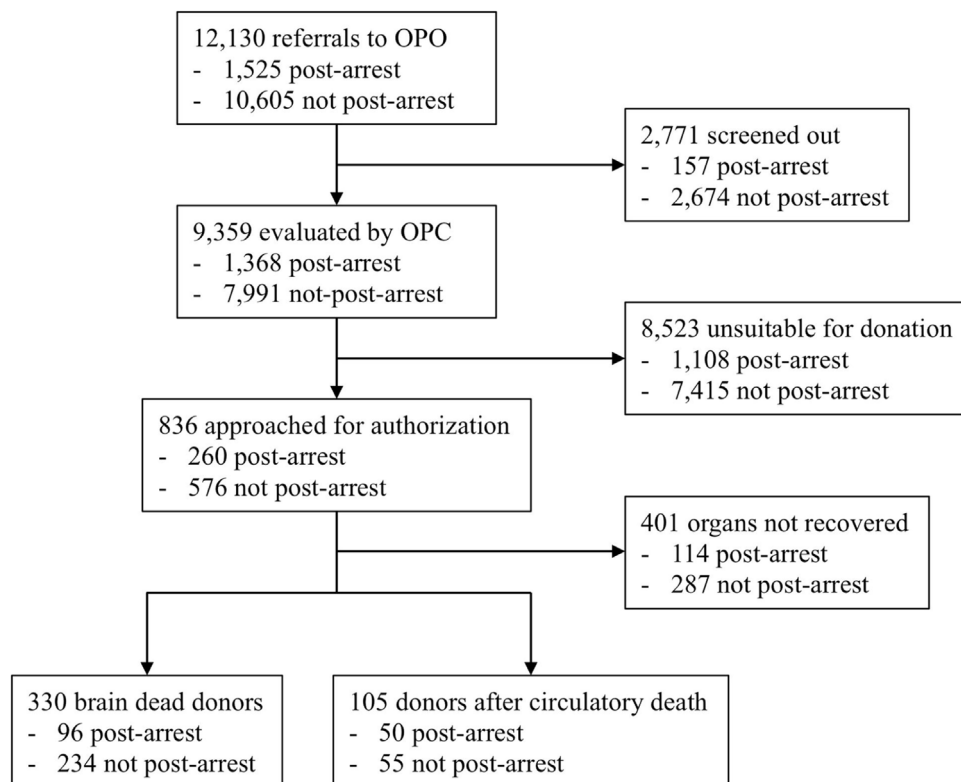 12,130 referrals to OPO
- 1,525 post-arrest
- 10,605 not post-arrest
2,771 screened out
- 157 post-arrest
- 2,674 not post-arrest
9,359 evaluated by OPC
- 1,368 post-arrest
- 7,991 not-post-arrest
8,523 unsuitable for donation
- 1,108 post-arrest
- 7,415 not post-arrest
836 approached for authorization
- 260 post-arrest
- 576 not post-arrest
401 organs not recovered
- 114 post-arrest
- 287 not post-arrest
330 brain dead donors
- 96 post-arrest
- 234 not post-arrest
105 donors after circulatory death
- 50 post-arrest
- 55 not post-arrest